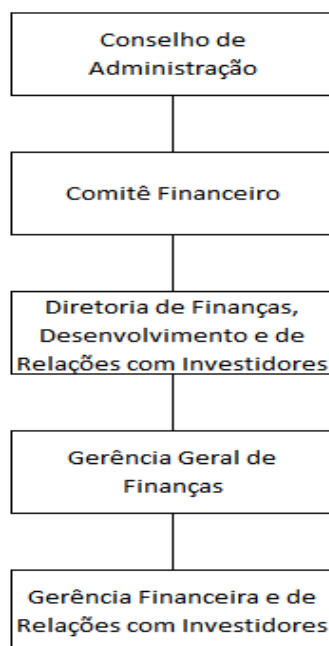 Conselho de
Administração
Comitê Financeiro
Diretoria de Finanças,
Desenvolvimento e de
Relações com Investidores
Gerência Geral de
Finanças
Gerência Financeira e de
Relações com Investidores